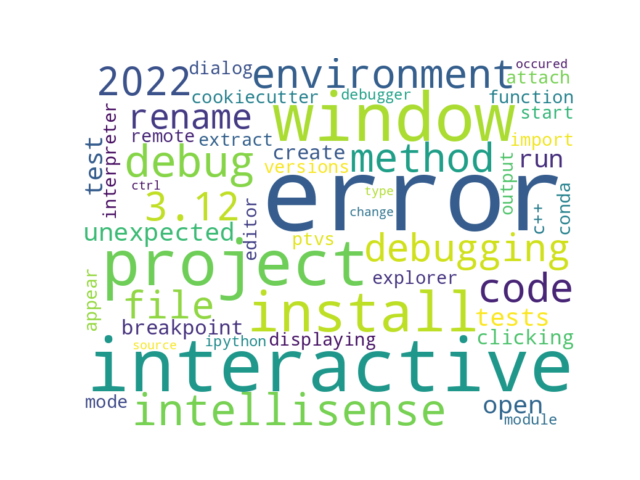 occured
dialog
environment
2022
attach
cookiecutter
debugger
function
window
rename
start
interpreter
remote
extract
import
test
create
method
run
debug
versions
output
error
ctrl
type
3.12
c++
conda
change
editor
unexpected
ptvs
debugging
project
explorer
code
appear
file
install
tests
breakpoint
clicking
source
ipython
displaying
interactive
mode
intellisense
open
module